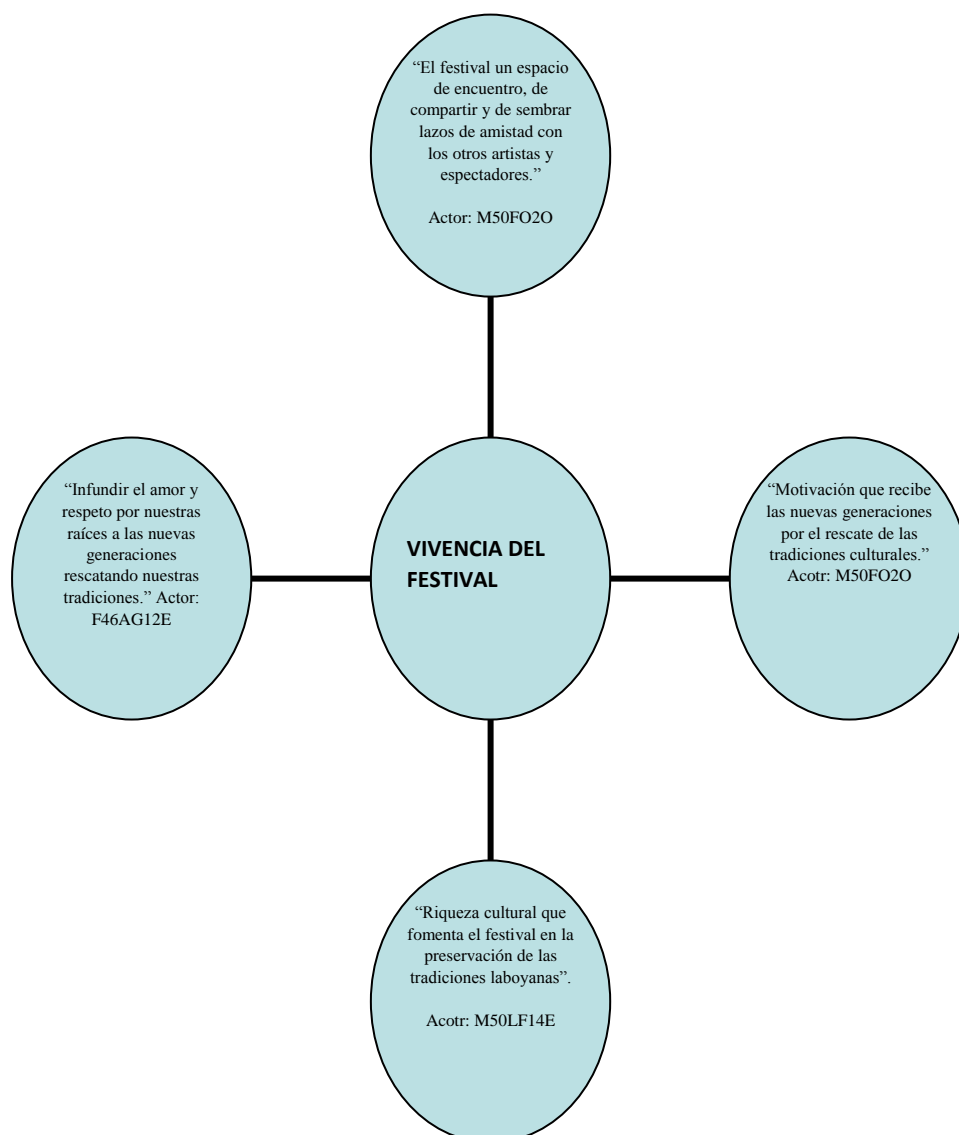 “El festival un espacio
de encuentro, de
compartir y de sembrar
lazos de amistad con
los otros artistas y
espectadores.”
Actor: M50FO2O
“Infundir el amor y
respeto por nuestras
raíces a las nuevas
generaciones
rescatando nuestras
tradiciones.” Actor:
F46AG12E
VIVENCIA DEL
FESTIVAL
“Motivación que recibe
las nuevas generaciones
por el rescate de las
tradiciones culturales.”
Acotr: M50FO2O
“Riqueza cultural que
fomenta el festival en la
preservación de las
tradiciones laboyanas”.
Acotr: M50LF14E